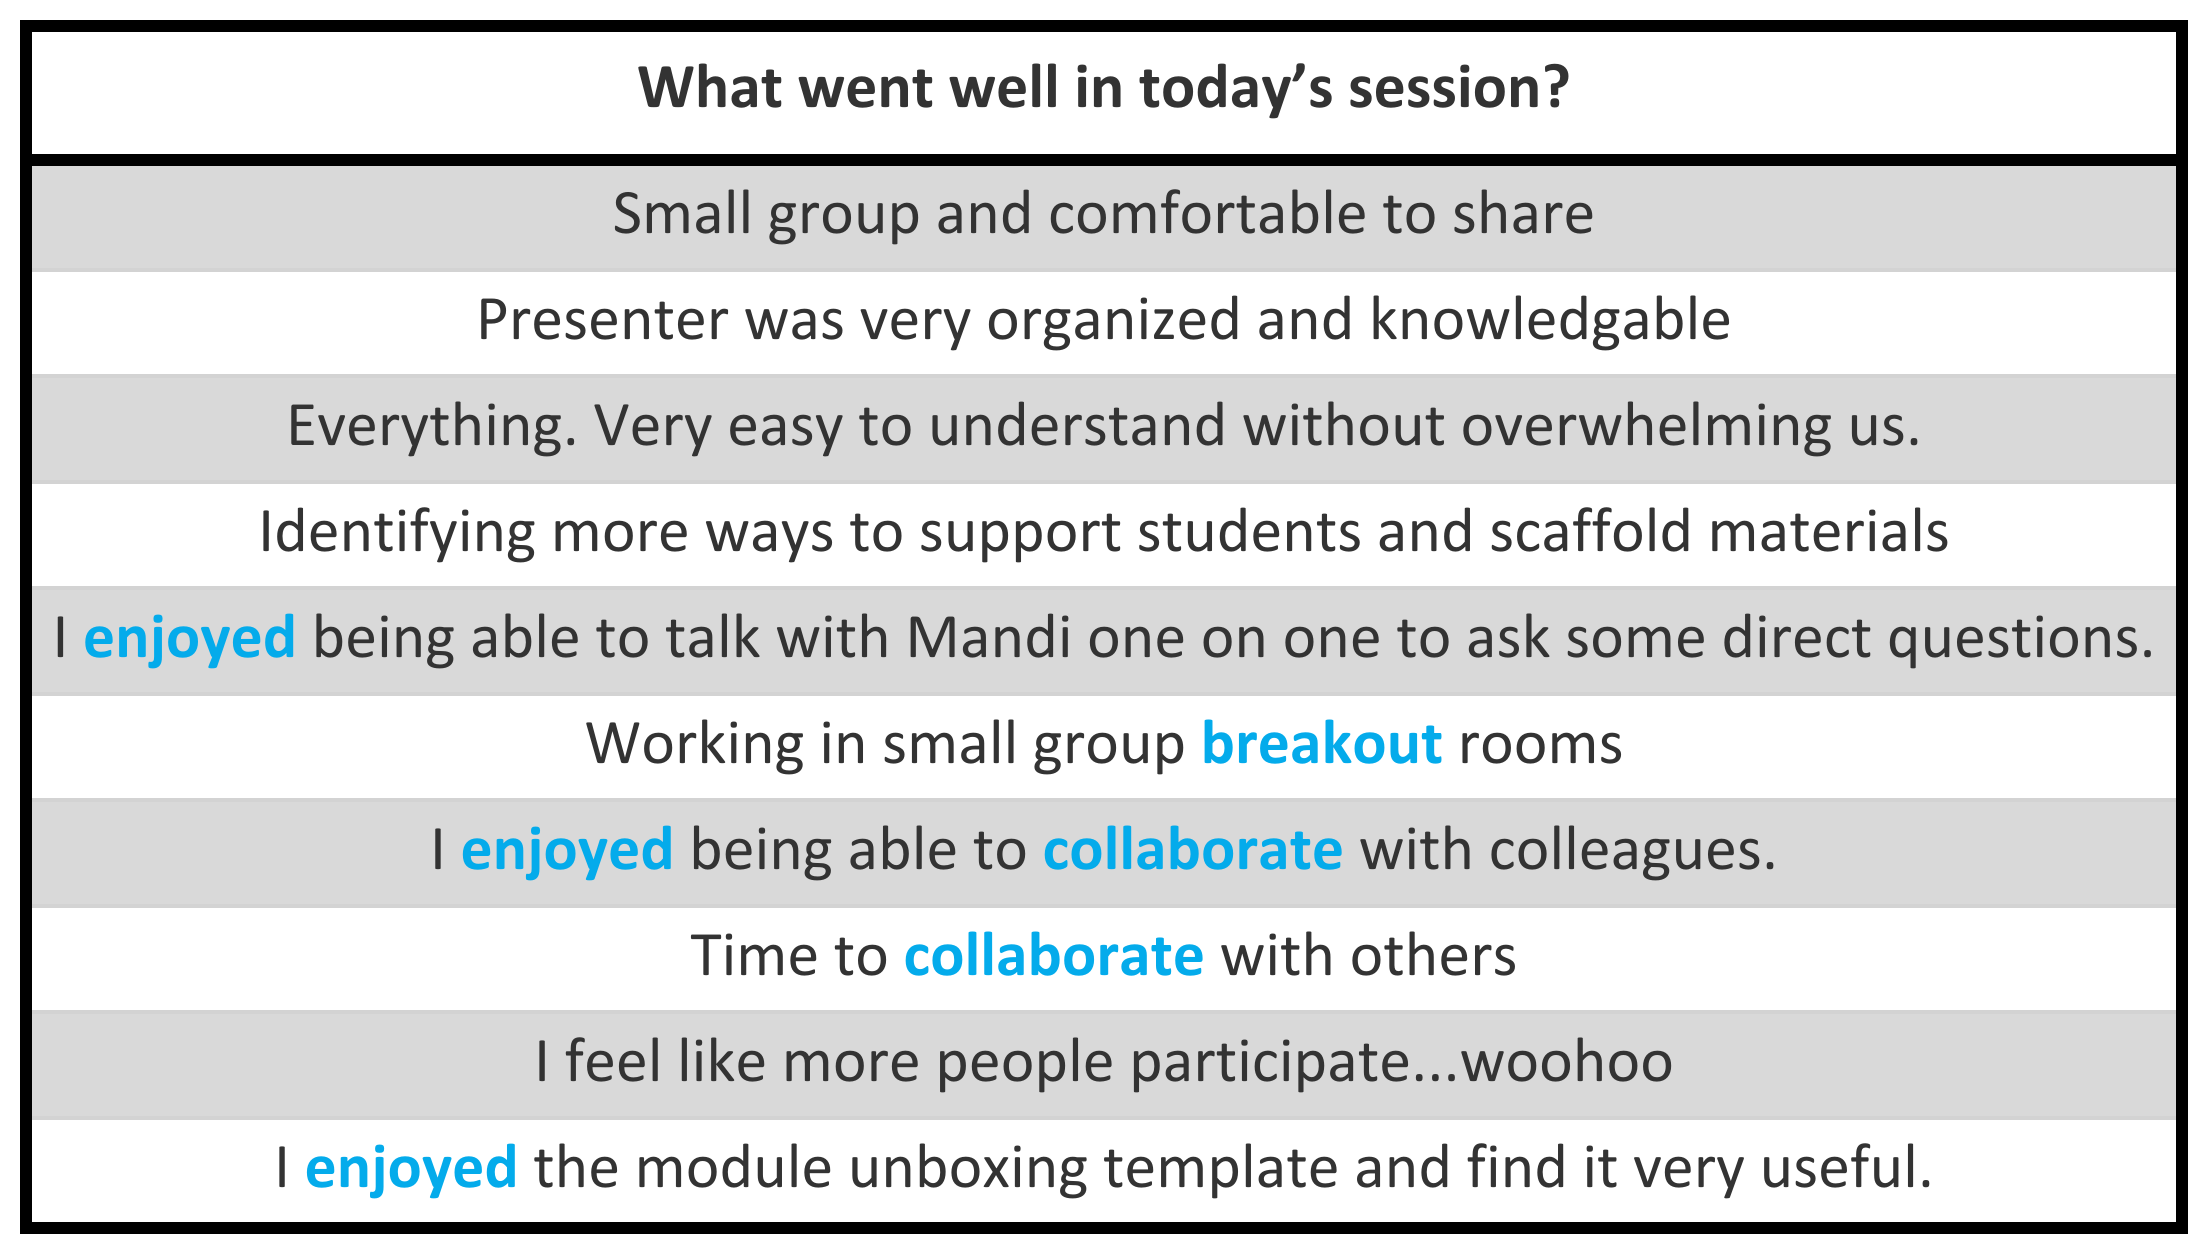 What went well in today’s session?
Small group and comfortable to share
Presenter was very organized and knowledgable
Everything. Very easy to understand without overwhelming us.
Identifying more ways to support students and scaffold materials
I enjoyed being able to talk with Mandi one on one to ask some direct questions.
Working in small group breakout rooms
I enjoyed being able to collaborate with colleagues.
Time to collaborate with others
I feel like more people participate...woohoo
I enjoyed the module unboxing template and find it very useful.